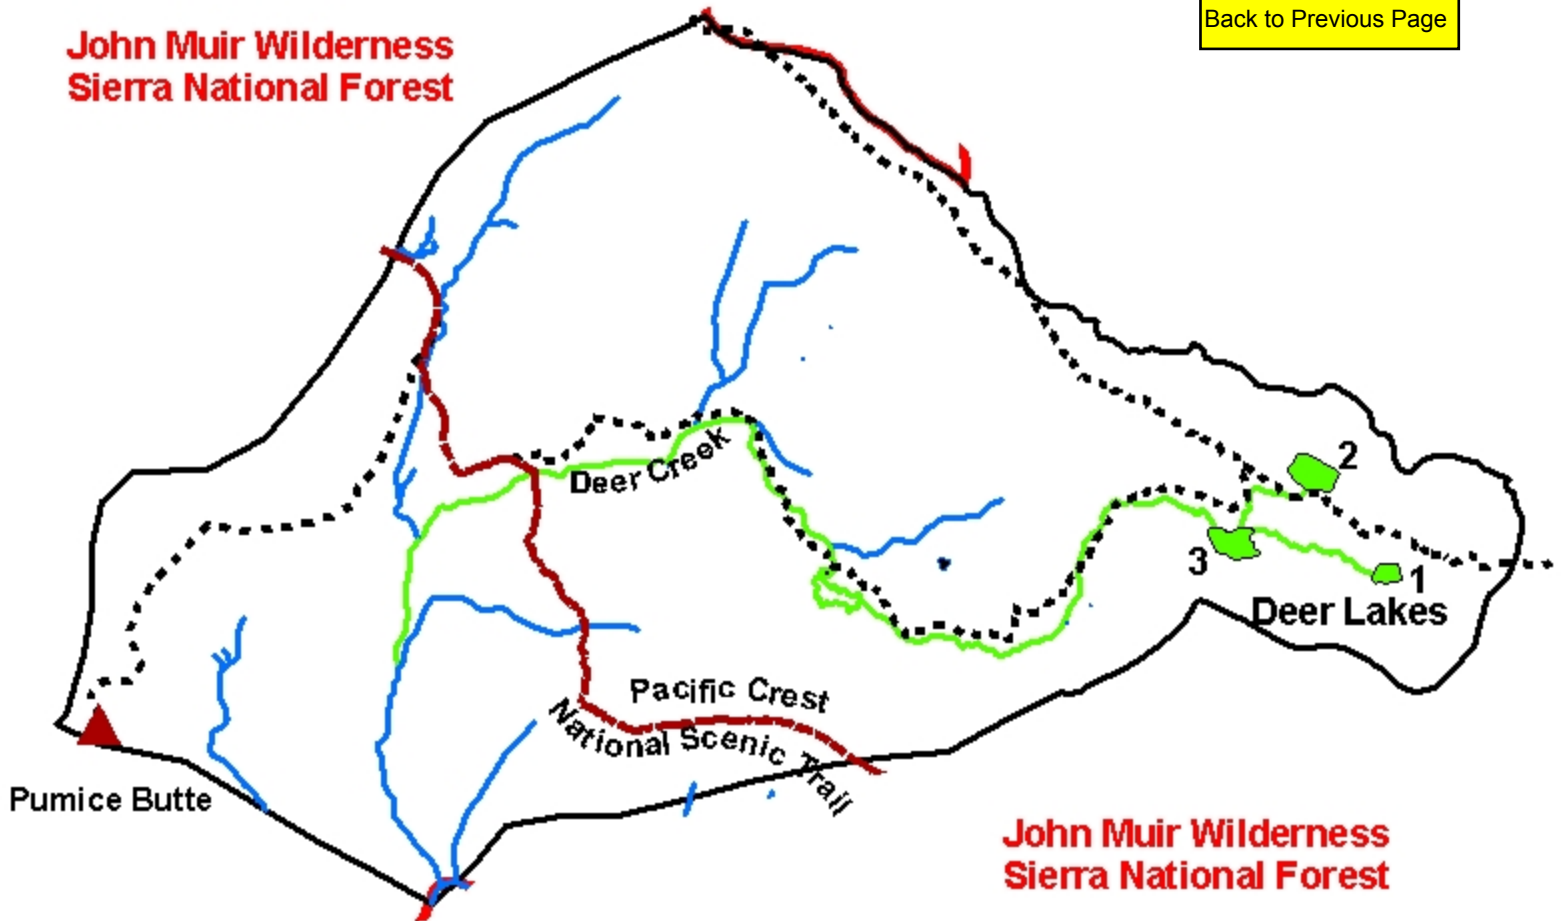 Back to Previous Page
John Muir Wilderness
Sierra National Forest
Deer Creek
2
3
1
Deer Lakes
Pacific Crest
National Scenic Trail
Pumice Butte
John Muir Wilderness
Sierra National Forest